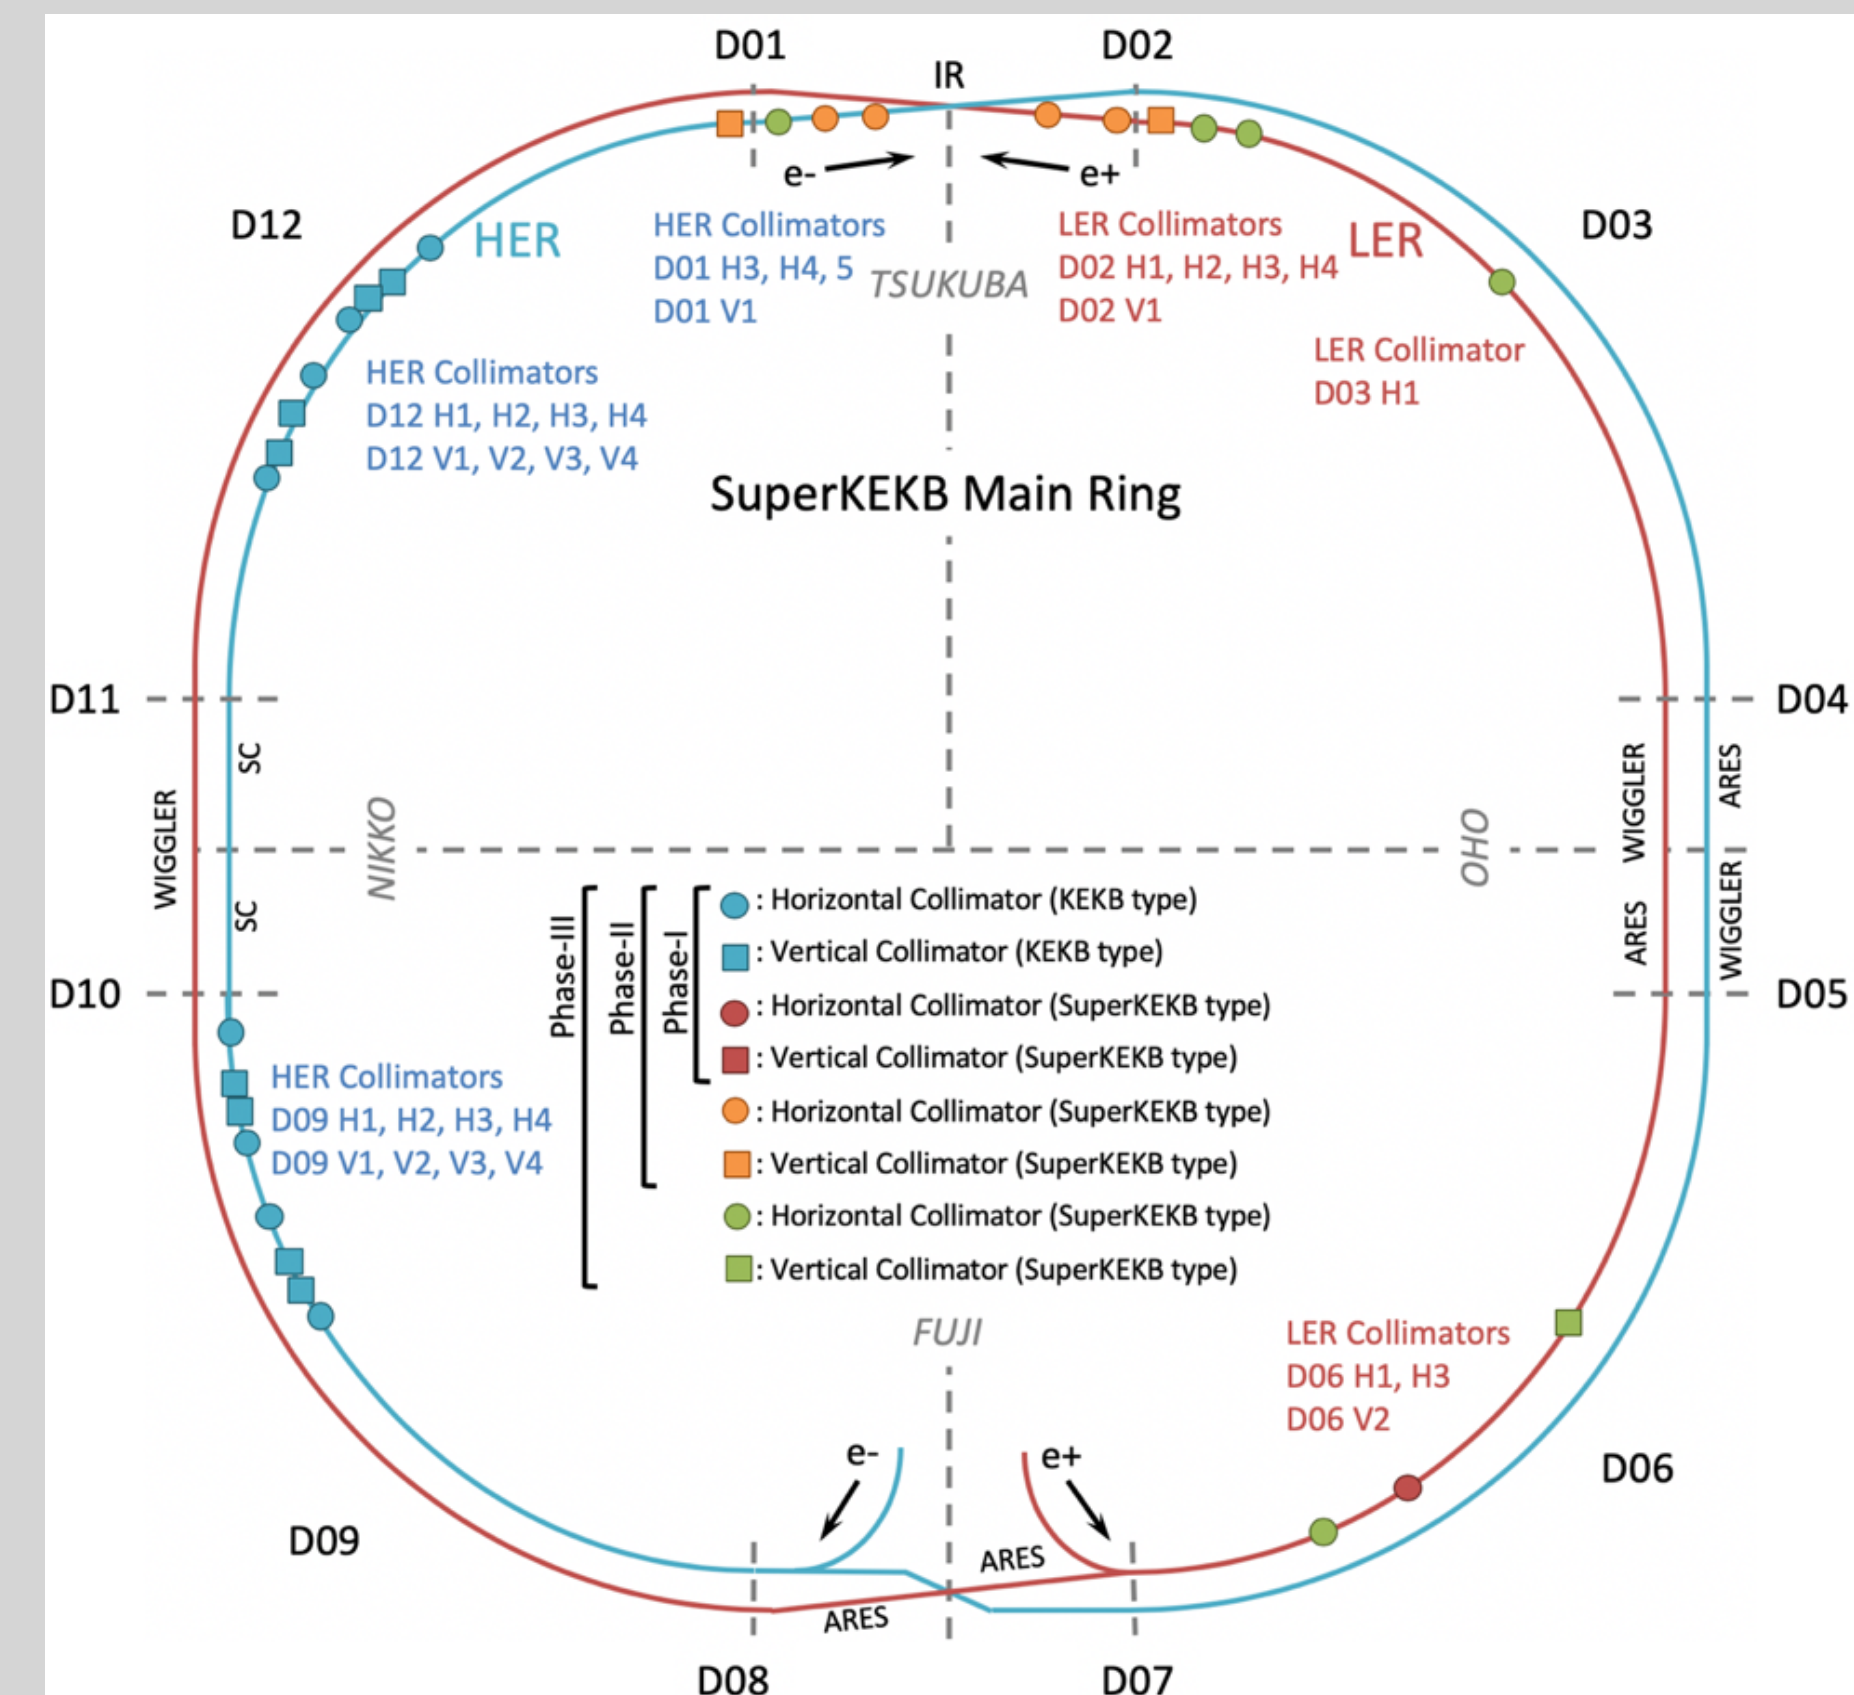 D01
D02
IR
e-
e+
D12
HER
HER Collimators
D01 H3, H4, 5
D01 V1
TSUKUBA
LER Collimators
D02 H1, H2, H3, H4
D02 V1
LER
D03
LER Collimator
D03 H1
HER Collimators
D12 H1, H2, H3, H4
D12 V1, V2, V3, V4
SuperKEKB Main Ring
D11
D04
SC
WIGGLER
ARES
WIGGLER
NIKKO
OHO
SC
ARES
WIGGLER
D10
D05
Phase-III
Phase-II
Phase-I
: Horizontal Collimator (KEKB type)
: Vertical Collimator (KEKB type)
: Horizontal Collimator (SuperKEKB type)
: Vertical Collimator (SuperKEKB type)
: Horizontal Collimator (SuperKEKB type)
: Vertical Collimator (SuperKEKB type)
: Horizontal Collimator (SuperKEKB type)
: Vertical Collimator (SuperKEKB type)
HER Collimators
D09 H1, H2, H3, H4
D09 V1, V2, V3, V4
FUJI
LER Collimators
D06 H1, H3
D06 V2
e-
e+
D06
D09
ARES
ARES
D08
D07